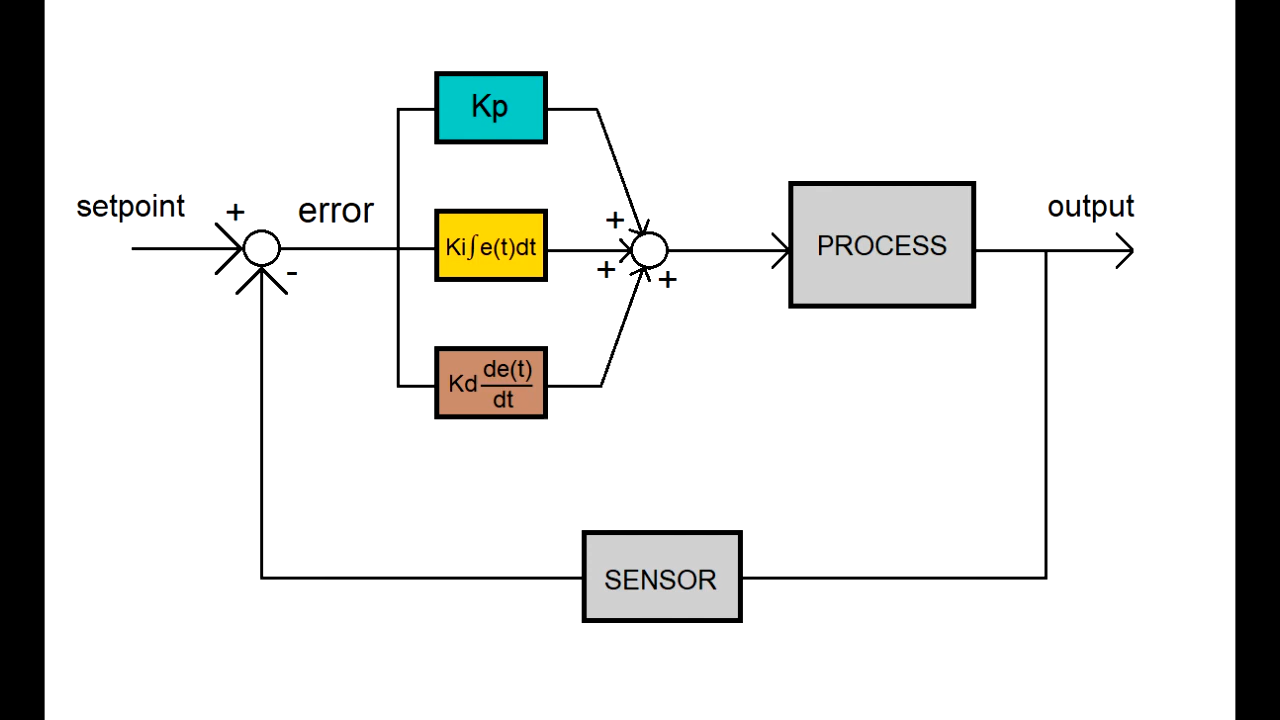 Kp
setpoint
+
error
+
output
Ki∫e(t)dt
PROCESS
-
+
+
Kd de(t)
dt
SENSOR